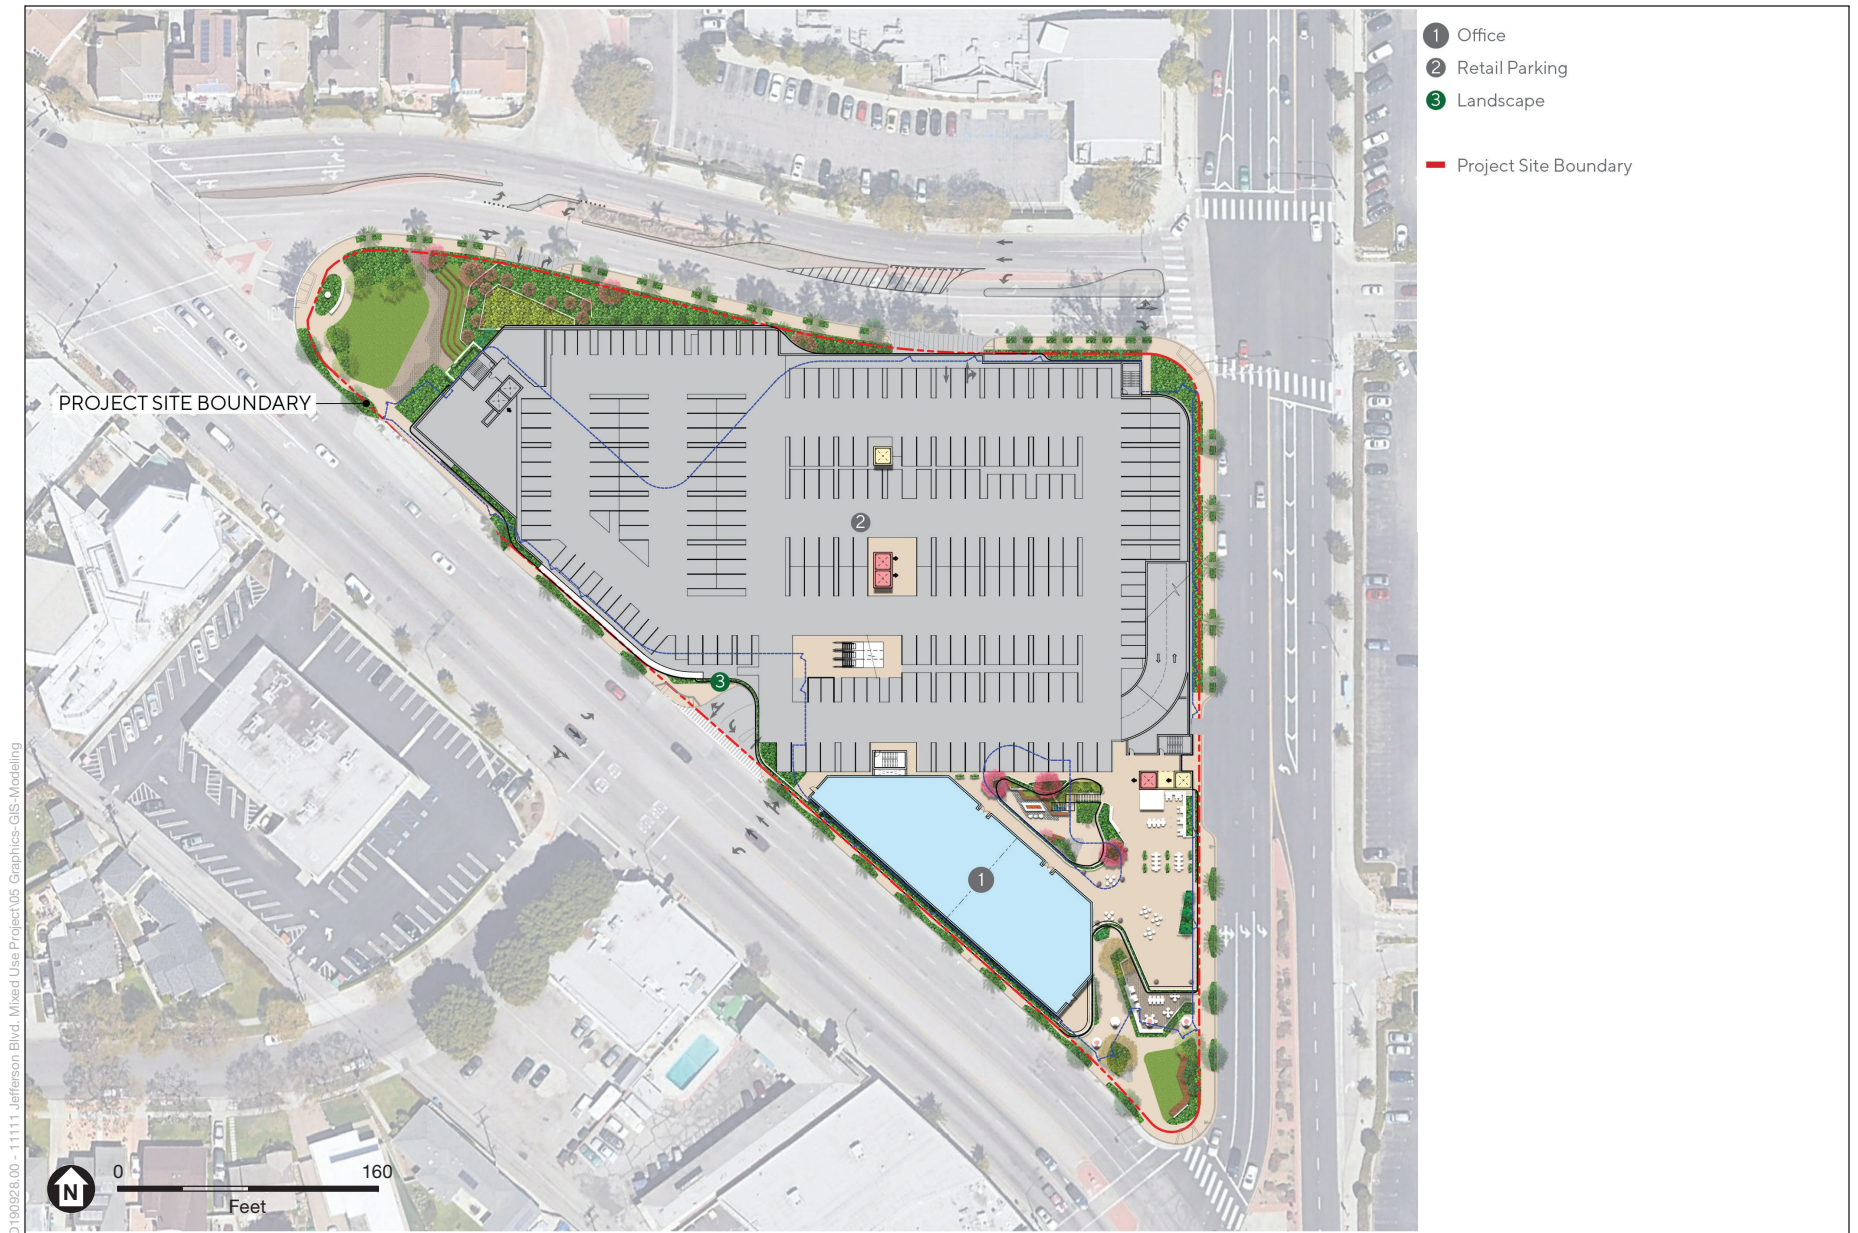 1 Office
2 Retail Parking
3 Landscape
Project Site Boundary
PROJECT SITE BOUNDARY
2
3
1
N
0 160
Feet
D190928.00 - 11111 Jefferson Blvd. Mixed Use Project\05 Graphics-GIS-Modeling